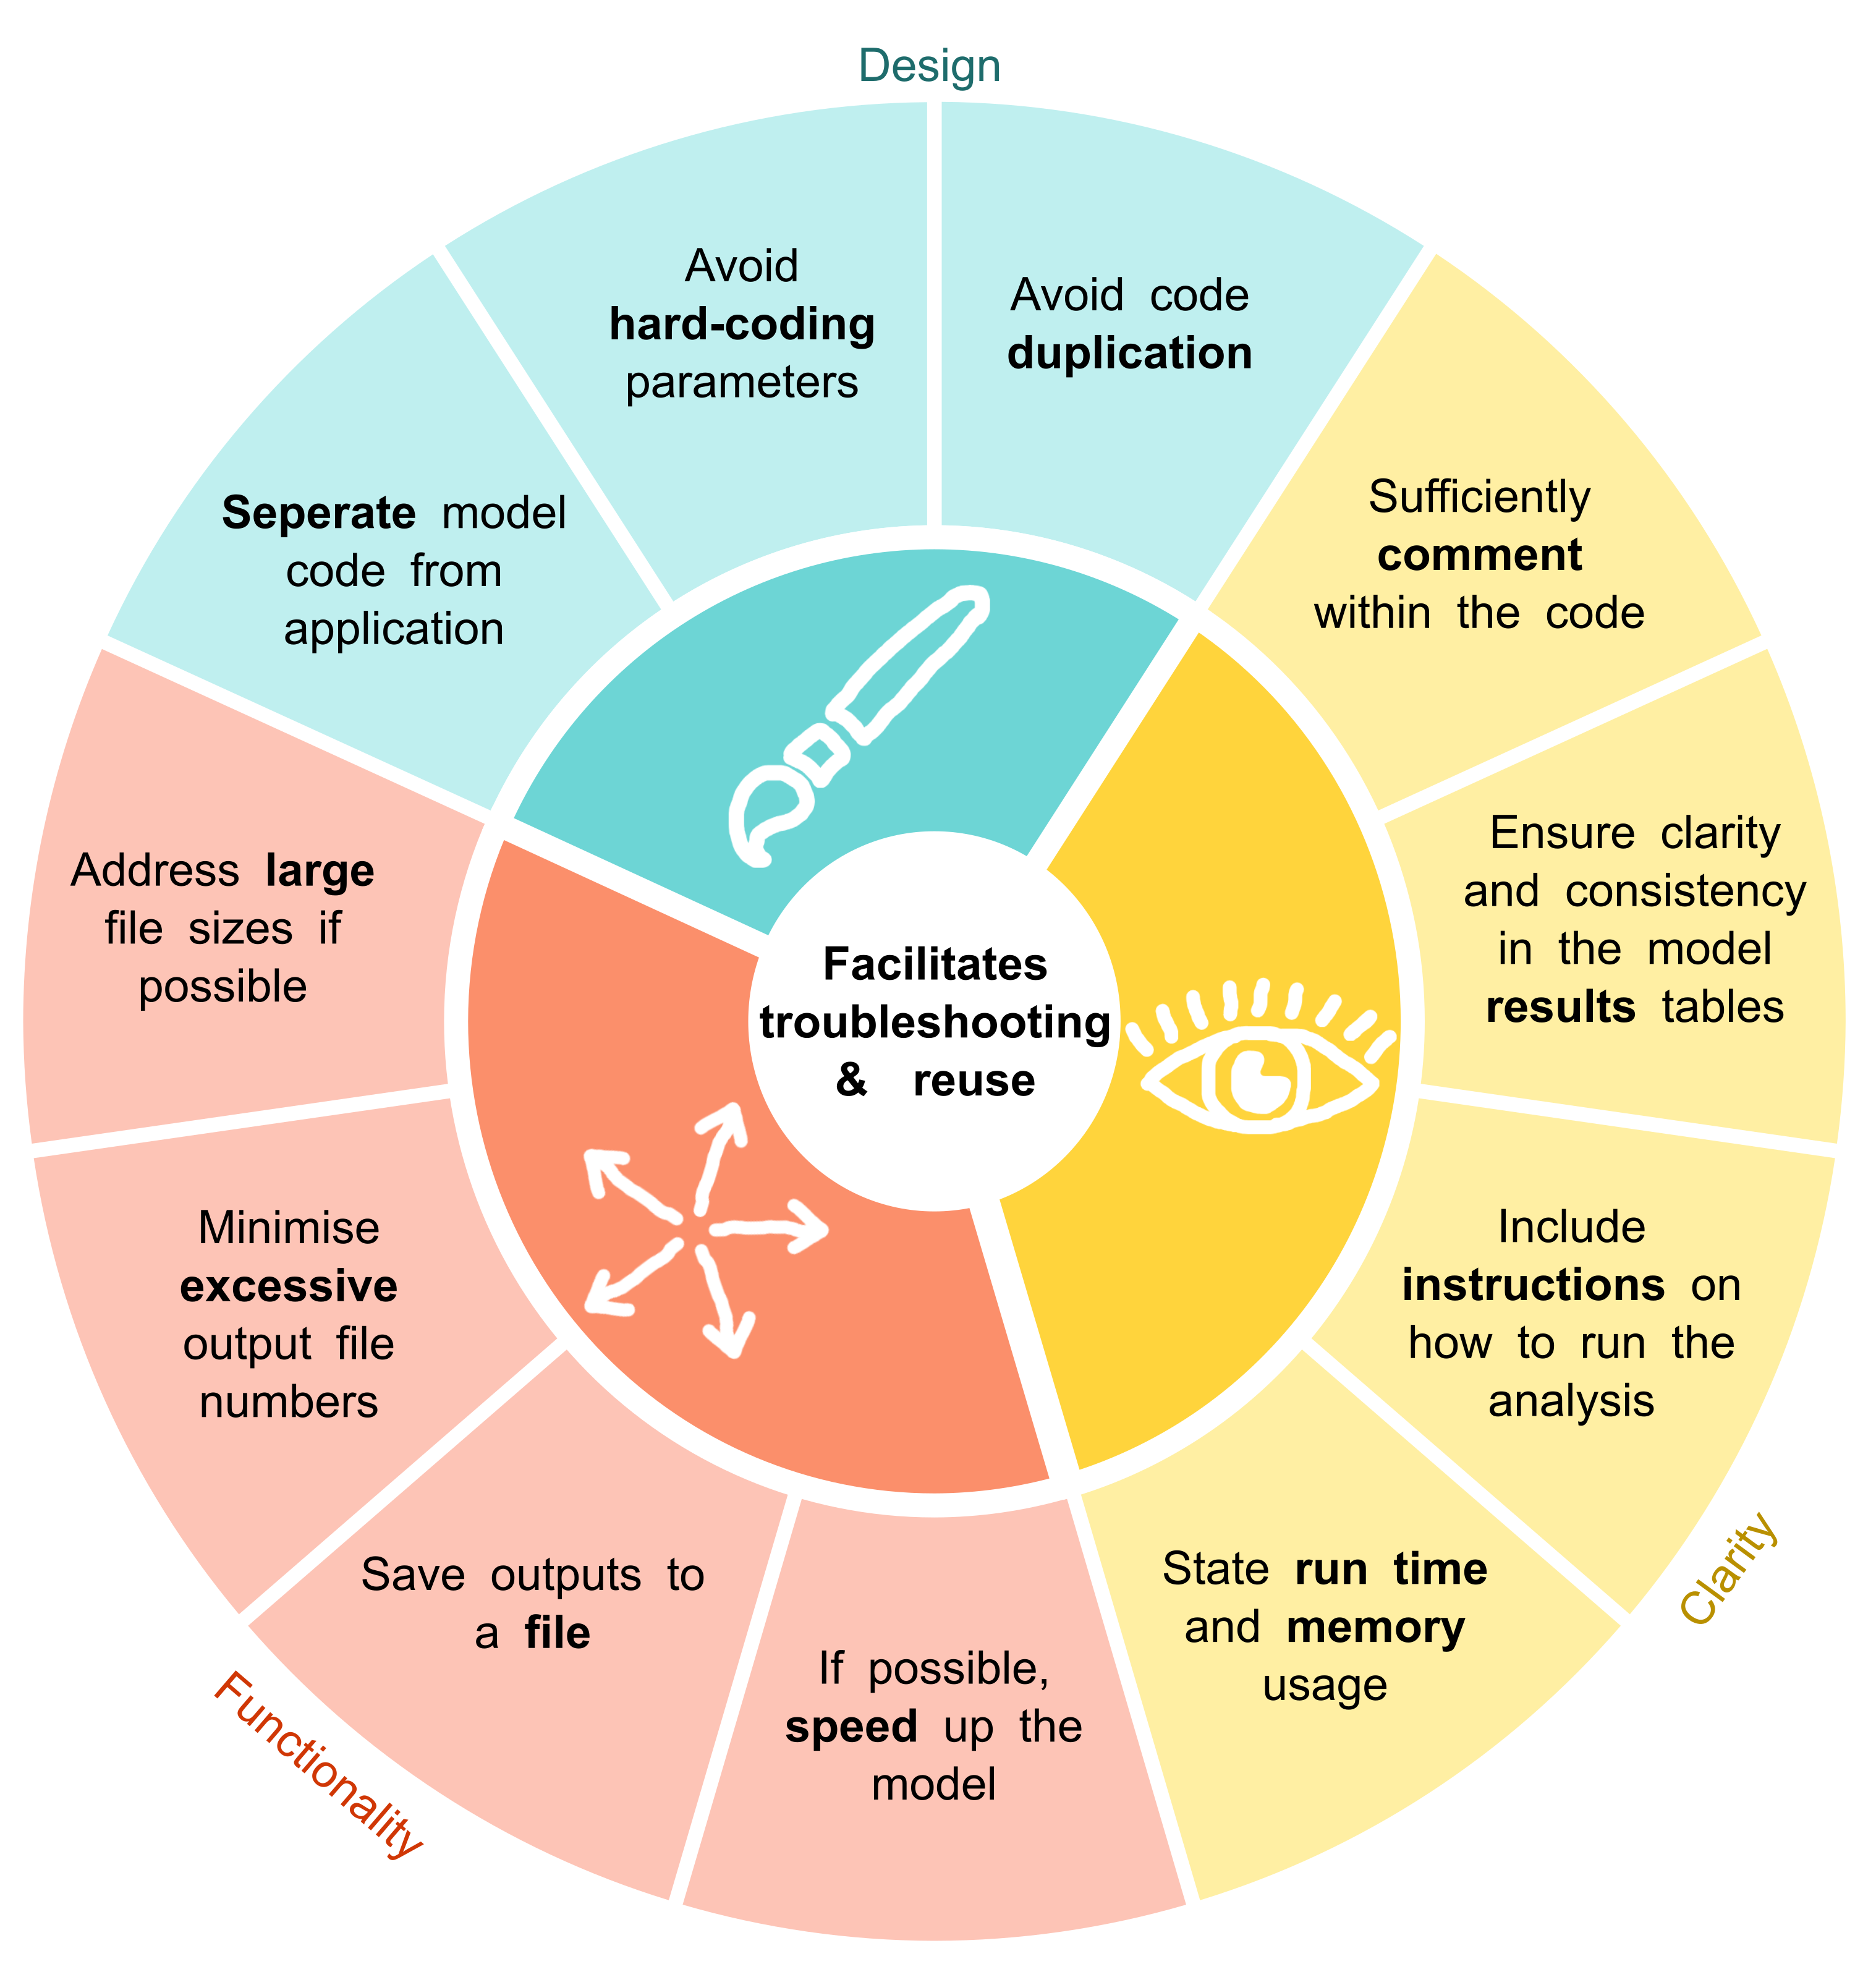 Design
Avoid
hard-coding
parameters
Avoid code
duplication
Seperate model
code from
application
Sufficiently
comment
within the code
Address large
file sizes if
possible
Ensure clarity
and consistency
in the model
results tables
Facilitates
troubleshooting
& reuse
Minimise
excessive
output file
numbers
Include
instructions on
how to run the
analysis
Save outputs to
a file
If possible,
speed up the
model
State run time
and memory
usage
Clarity
Functionality